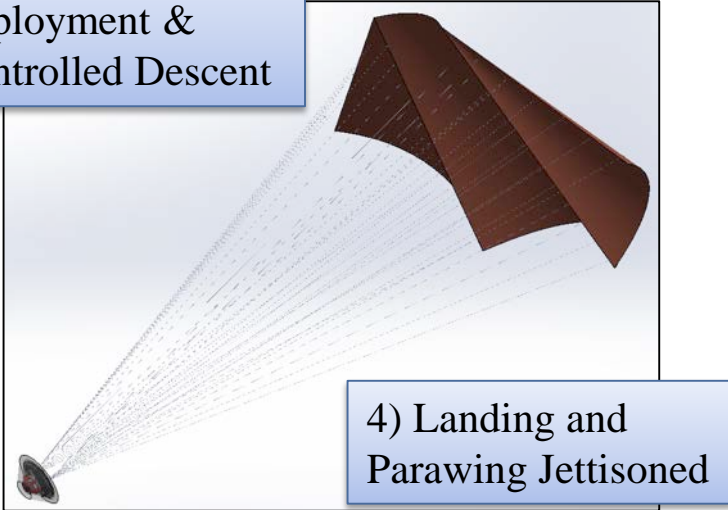 ployment &
ntrolled Descent
4) Landing and
Parawing Jettisoned